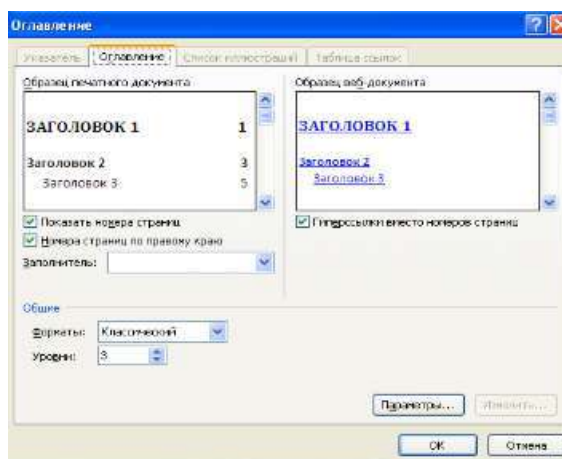 Оглавление
Указатель Оглавление Список иллюстраций Таблица ссылок
Образец печатного документа
ЗАГОЛОВОК 1 1
Заголовок 2 3
Заголовок 3 5
Показать номера страниц
Номера страниц по правому краю
Заполнитель:
Образец веб-документа
ЗАГОЛОВОК 1
Заголовок 2
Заголовок 3
Гиперссылки вместо номеров страниц
Общие
Форматы: Классический
Уровни: 3
Параметры... Изменить...
ОК Отмена